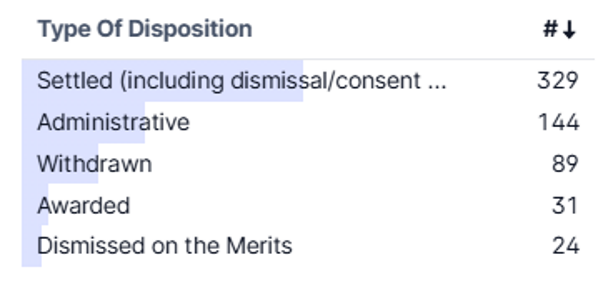 Type Of Disposition # ↓
Settled (including dismissal/consent ... 329
Administrative 144
Withdrawn 89
Awarded 31
Dismissed on the Merits 24